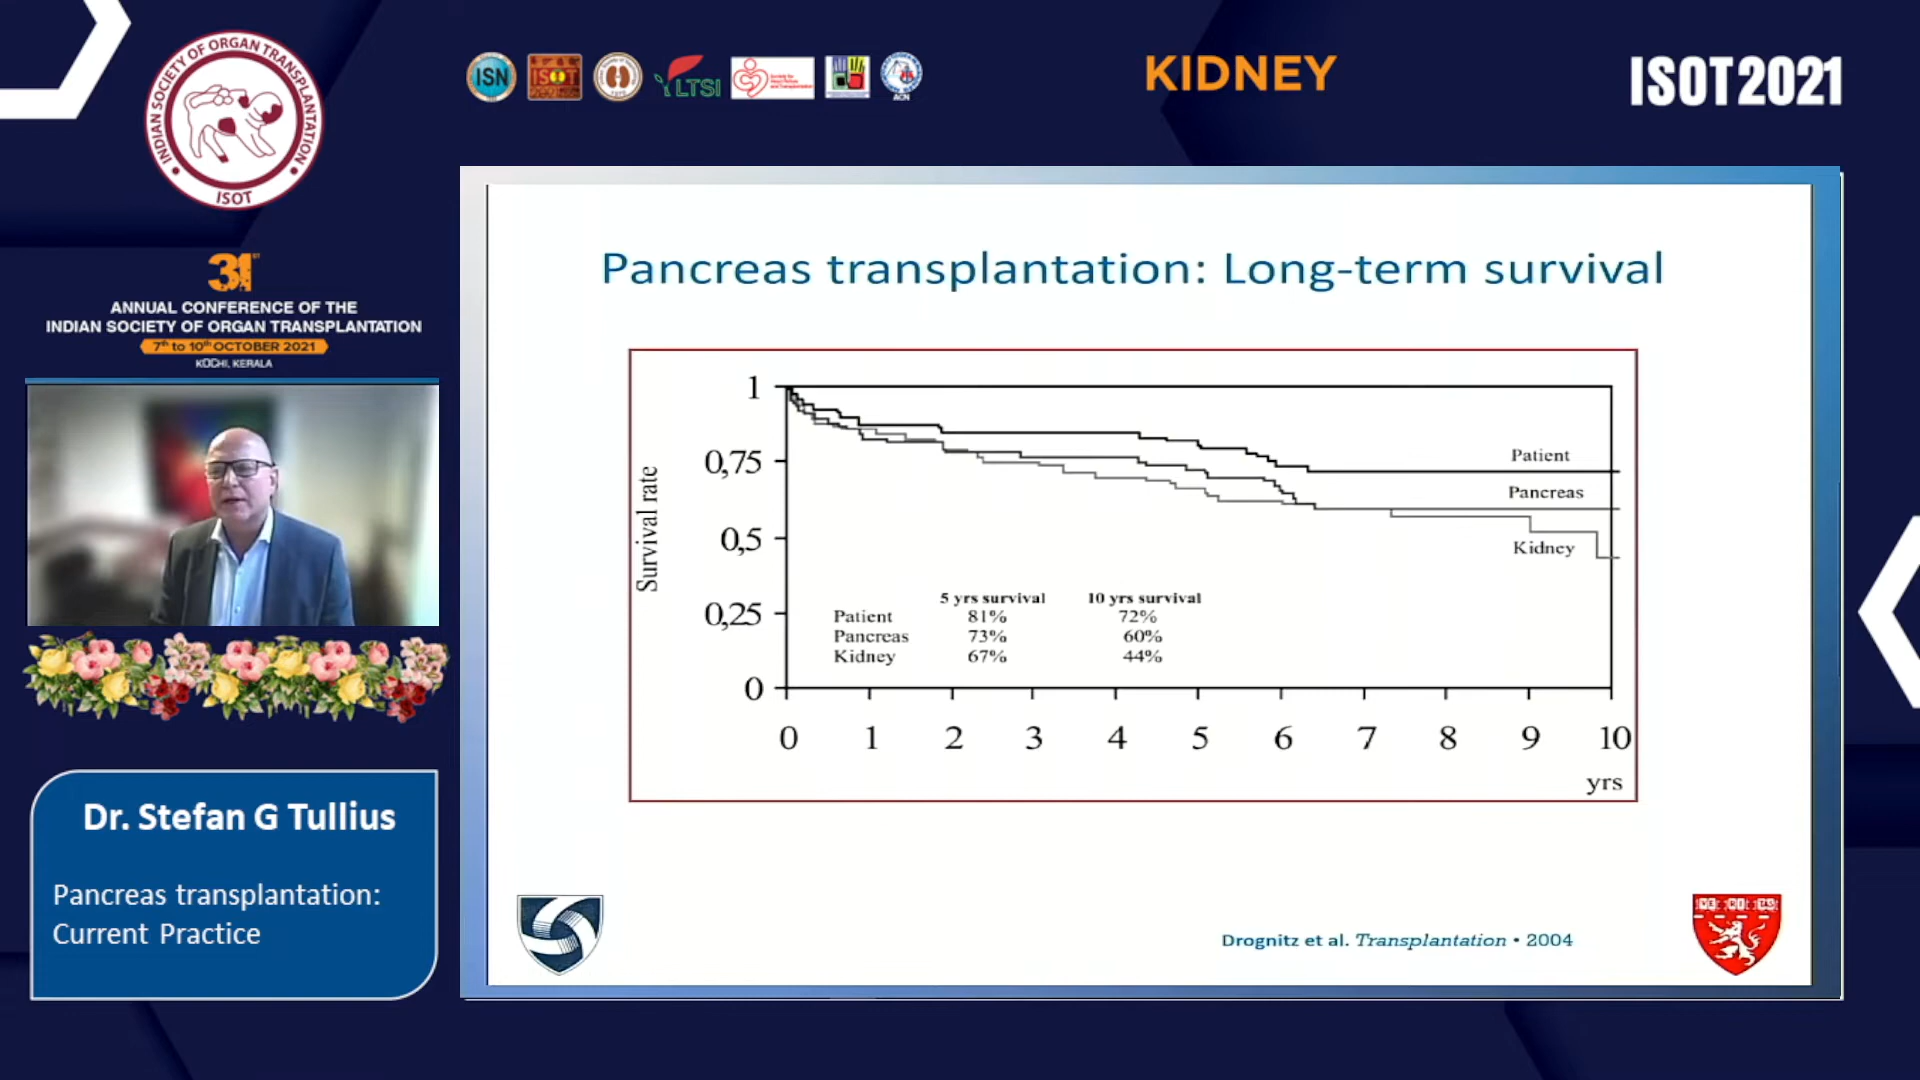 INDIAN SOCIETY OF ORGAN TRANSPLANTATION
ISOT
ISN
ISOT
LTSI
ACN
KIDNEY
ISOT2021
31ST
ANNUAL CONFERENCE OF THE
INDIAN SOCIETY OF ORGAN TRANSPLANTATION
7th to 10th OCTOBER 2021
KOCHI, KERALA
Dr. Stefan G Tullius
Pancreas transplantation:
Current Practice
Pancreas transplantation: Long-term survival
Survival rate
1
0,75
0,5
0,25
0
Patient
Pancreas
Kidney
5 yrs survival 10 yrs survival
Patient 81% 72%
Pancreas 73% 60%
Kidney 67% 44%
0 1 2 3 4 5 6 7 8 9 10
yrs
Drognitz et al. Transplantation • 2004